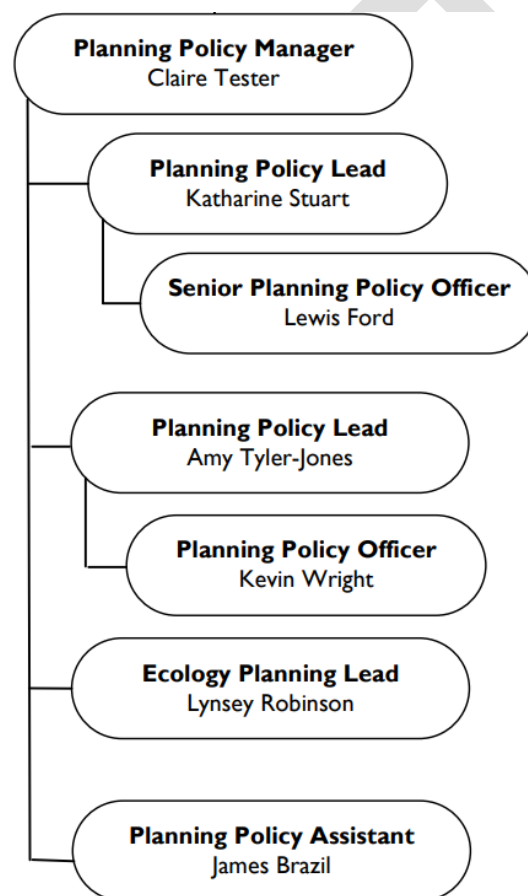 Planning Policy Manager
Claire Tester
Planning Policy Lead
Katharine Stuart
Senior Planning Policy Officer
Lewis Ford
Planning Policy Lead
Amy Tyler-Jones
Planning Policy Officer
Kevin Wright
Ecology Planning Lead
Lynsey Robinson
Planning Policy Assistant
James Brazil